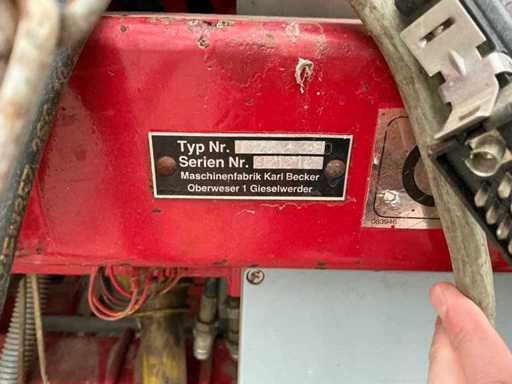 Typ Nr.
Serien Nr.
Maschinenfabrik Karl Becker
Oberweser 1 Gieselwerder